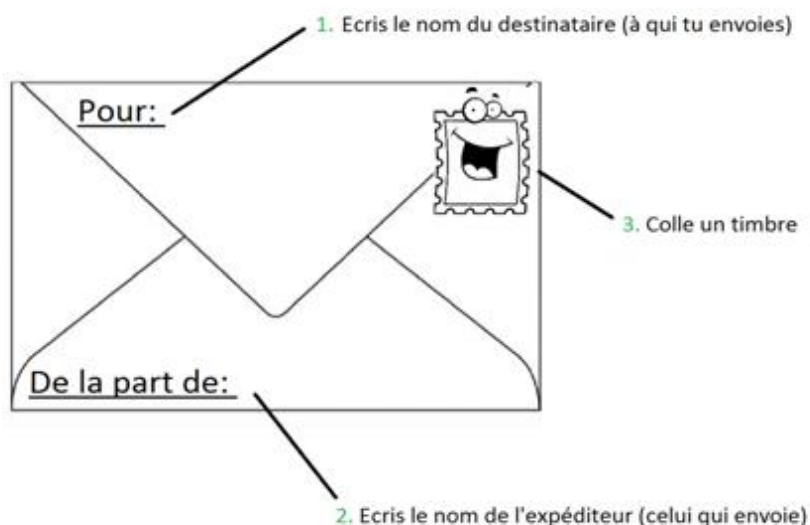 1. Ecris le nom du destinataire (à qui tu envoies)
Pour:
3. Colle un timbre
De la part de:
2. Ecris le nom de l'expéditeur (celui qui envoie)